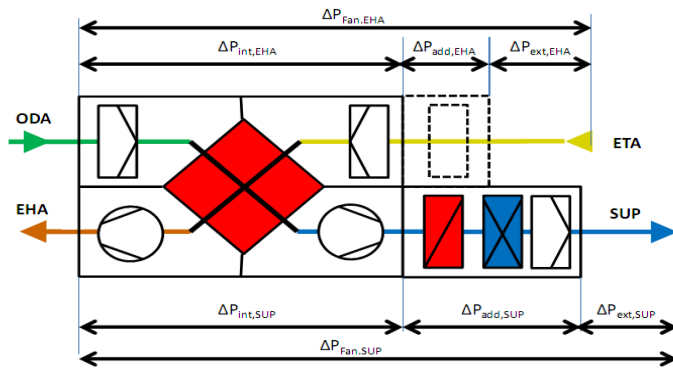 ΔP_Fan.EHA
ΔP_int,EHA ΔP_add,EHA ΔP_ext,EHA
ODA
ETA
EHA SUP
ΔP_int,SUP ΔP_add,SUP ΔP_ext,SUP
ΔP_Fan.SUP